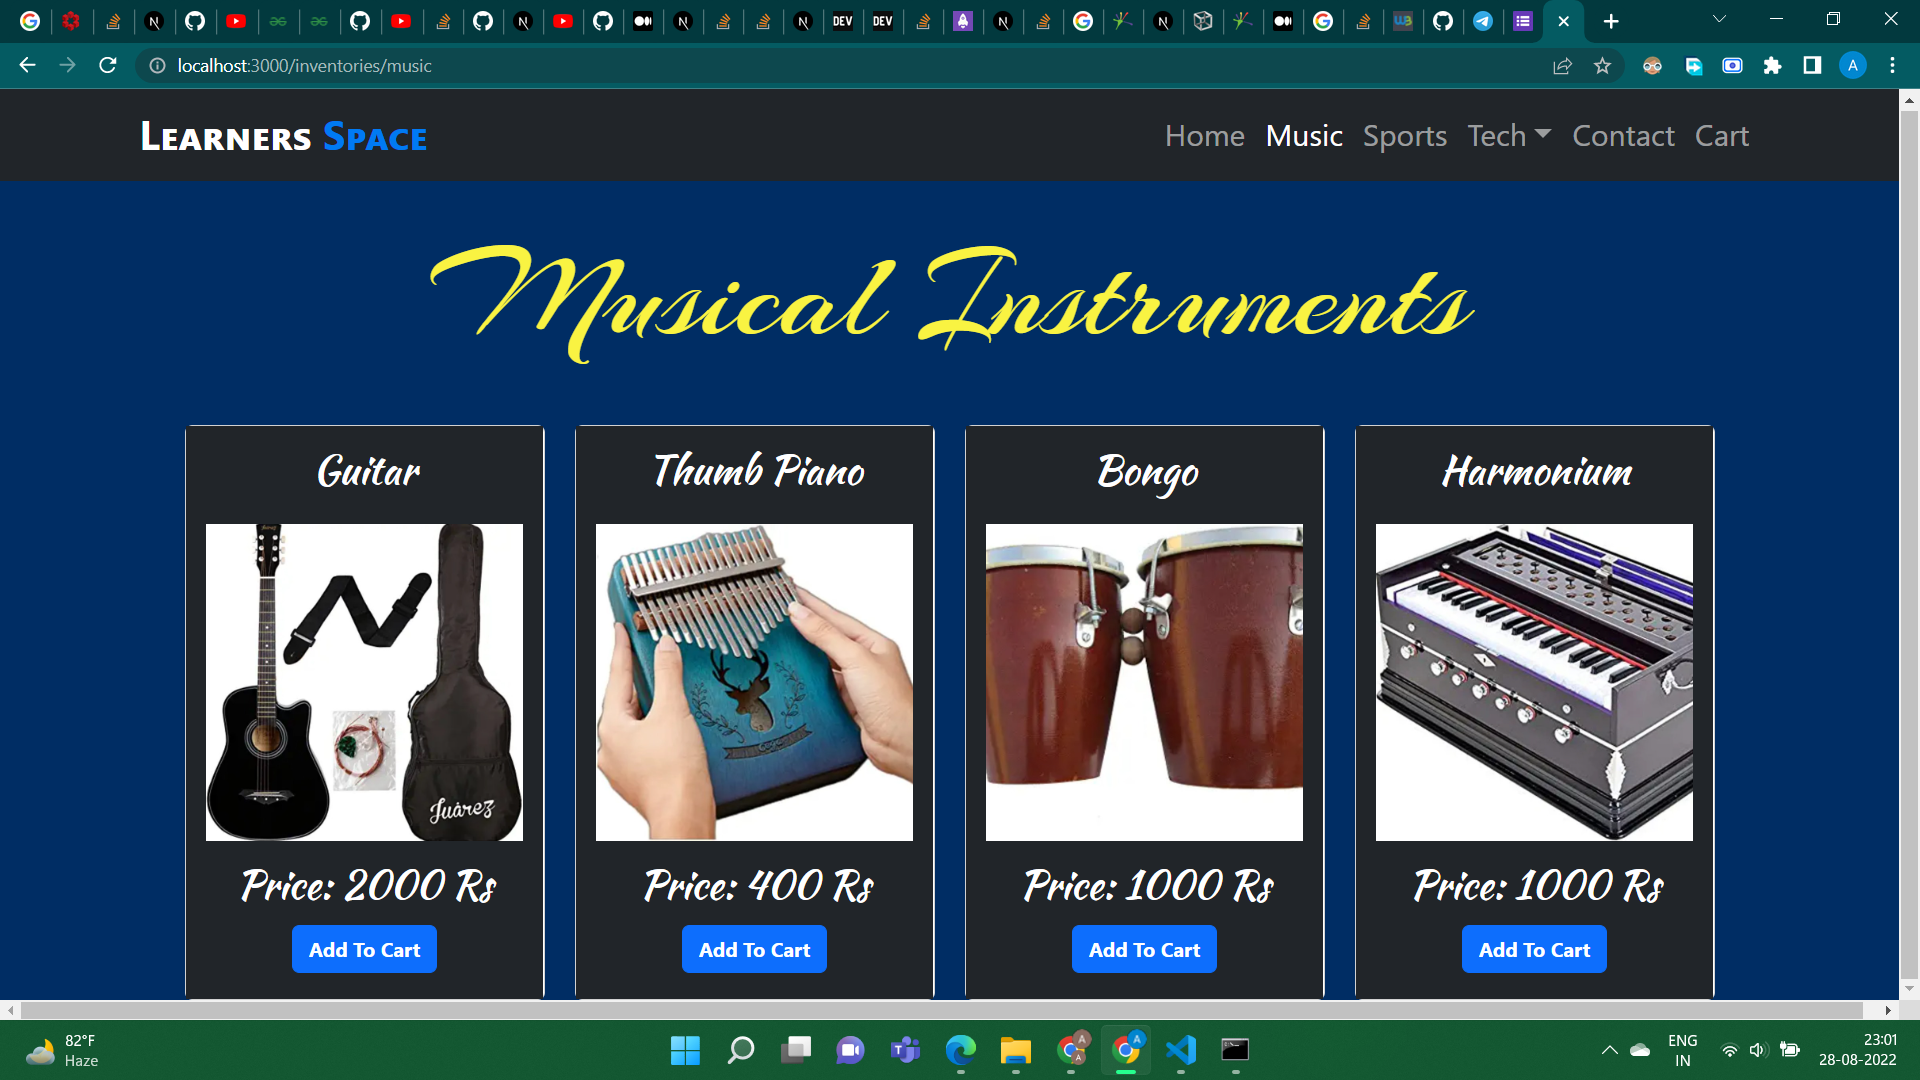 DEV
DEV
A
localhost:3000/inventories/music
A
Learners Space
Home
Music
Sports
Tech
Contact
Cart
Musical Instruments
Guitar
Thumb Piano
Bongo
Harmonium
Juârez
Price: 2000 Rs
Price: 400 Rs
Price: 1000 Rs
Price: 1000 Rs
Add To Cart
Add To Cart
Add To Cart
Add To Cart
82°F
Haze
ENG
IN
23:01
28-08-2022